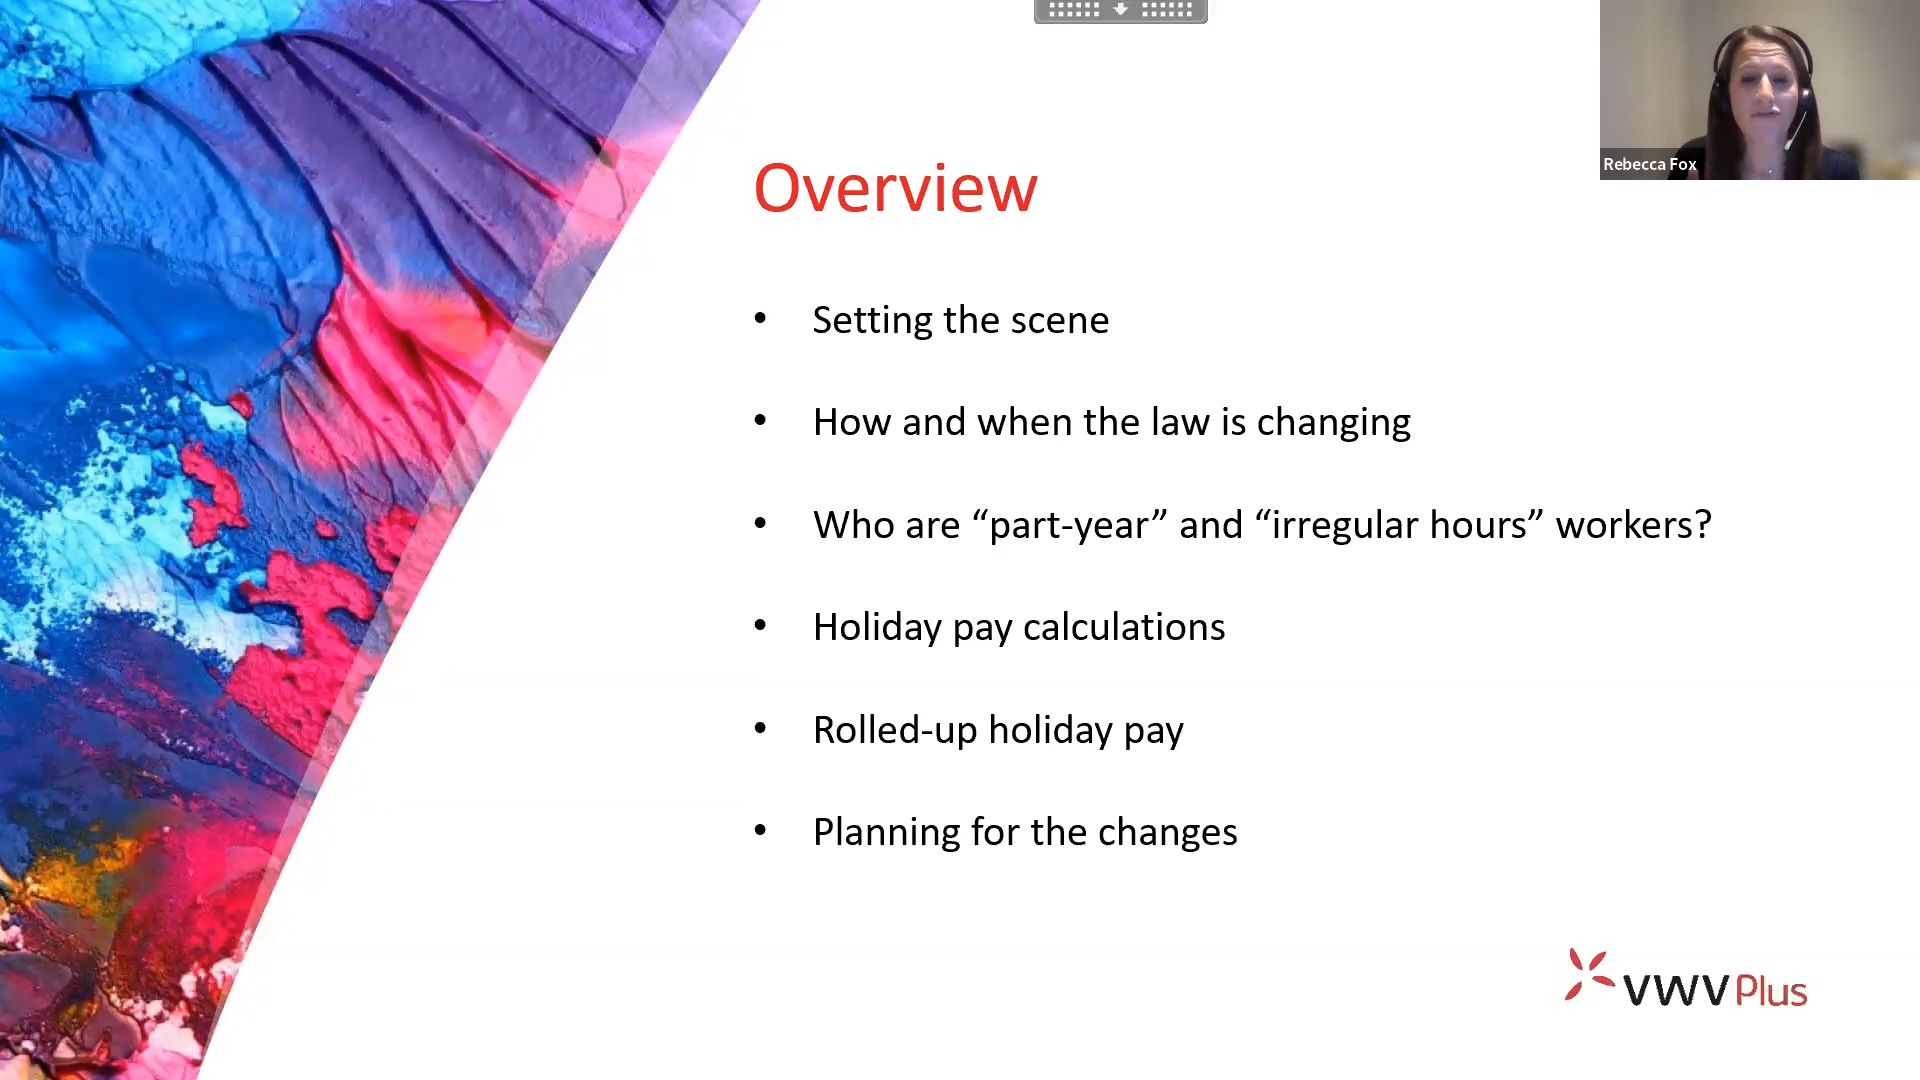 Rebecca Fox
Overview
• Setting the scene
• How and when the law is changing
• Who are “part-year” and “irregular hours” workers?
• Holiday pay calculations
• Rolled-up holiday pay
• Planning for the changes
VWV Plus